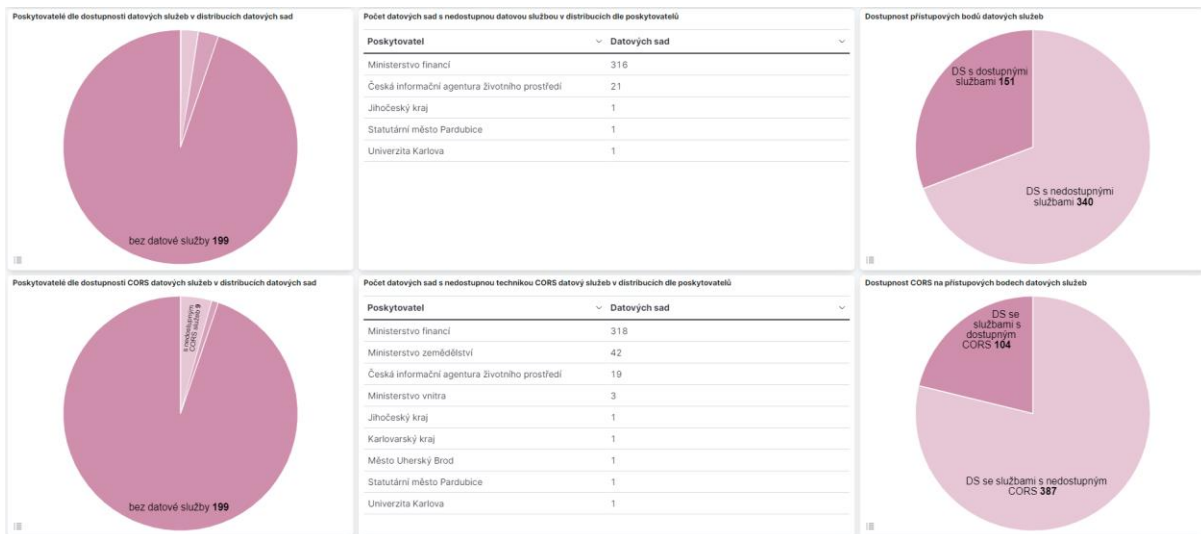 Poskytovatelé dle dostupnosti datových služeb v distribucích datových sad
bez datové služby 199
Počet datových sad s nedostupnou datovou službou v distribucích dle poskytovatelů
Poskytovatel Datových sad
Ministerstvo financí 316
Česká informační agentura životního prostředí 21
Jihočeský kraj 1
Statutární město Pardubice 1
Univerzita Karlova 1
Dostupnost přístupových bodů datových služeb
DS s dostupnými
službami 151
DS s nedostupnými
službami 340
Poskytovatelé dle dostupnosti CORS datových služeb v distribucích datových sad
s nedostupným
CORS služeb 9
bez datové služby 199
Počet datových sad s nedostupnou technikou CORS datový služeb v distribucích dle poskytovatelů
Poskytovatel Datových sad
Ministerstvo financí 318
Ministerstvo zemědělství 42
Česká informační agentura životního prostředí 19
Ministerstvo vnitra 3
Jihočeský kraj 1
Karlovarský kraj 1
Město Uherský Brod 1
Statutární město Pardubice 1
Univerzita Karlova 1
Dostupnost CORS na přístupových bodech datových služeb
DS se
službami s
dostupným
CORS 104
DS se službami s nedostupným
CORS 387